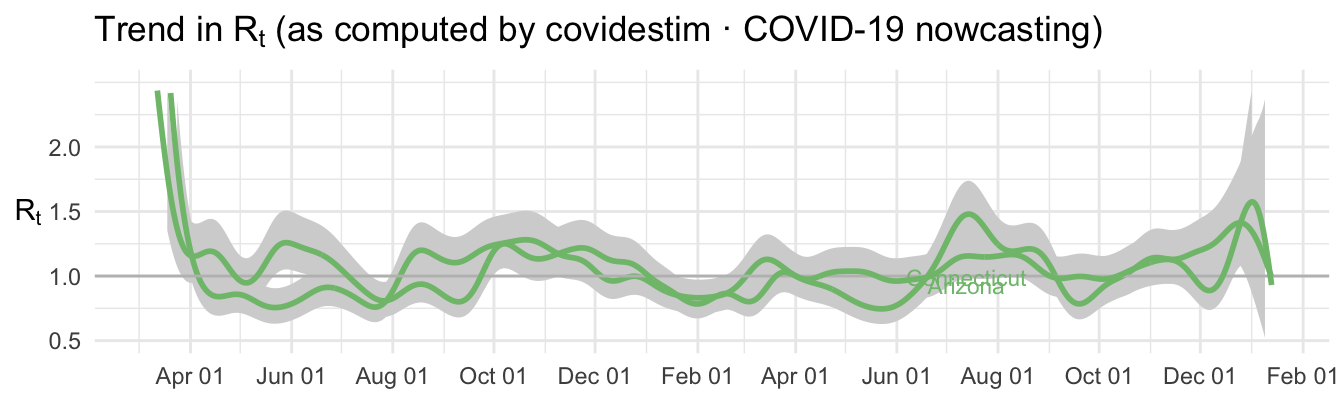 Trend in Rt (as computed by covidestim · COVID-19 nowcasting)
2.0
Rt
1.5
1.0
Connecticut
Arizona
0.5
Apr 01 Jun 01 Aug 01 Oct 01 Dec 01 Feb 01 Apr 01 Jun 01 Aug 01 Oct 01 Dec 01 Feb 01